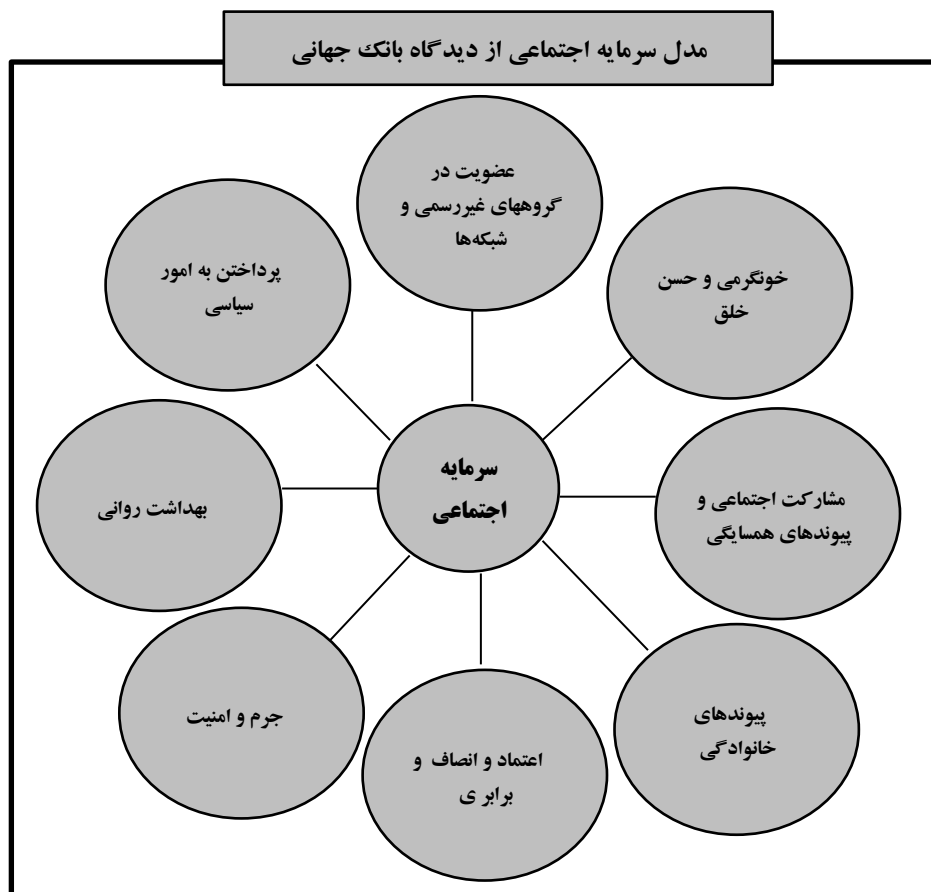 مدل سرمایه اجتماعی از دیدگاه بانک جهانی
عضویت در
گروههای غیررسمی و
شبکه‌ها
خونگرمی و حسن
خلق
پرداختن به امور
سیاسی
سرمایه
اجتماعی
مشارکت اجتماعی و
پیوندهای همسایگی
بهداشت روانی
پیوندهای
خانوادگی
جرم و امنیت
اعتماد و انصاف و
برابر ی